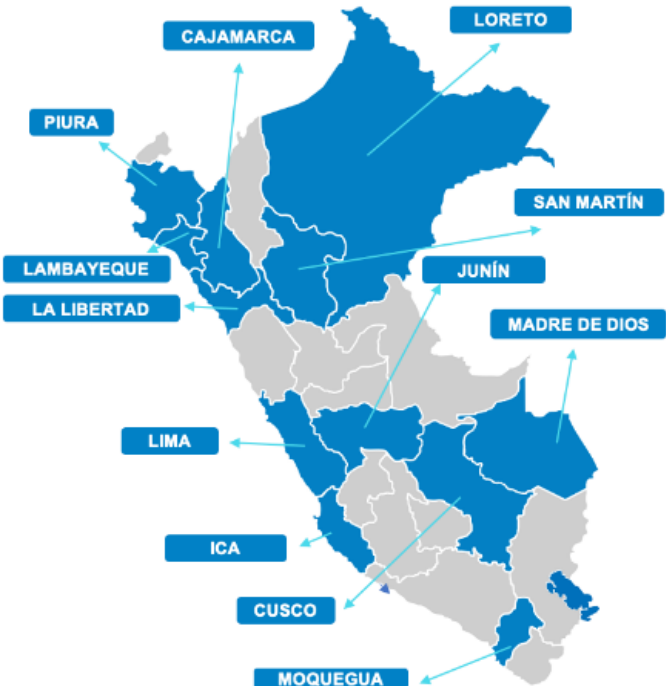 LORETO
CAJAMARCA
PIURA
SAN MARTÍN
LAMBAYEQUE
JUNÍN
LA LIBERTAD
MADRE DE DIOS
LIMA
ICA
CUSCO
MOQUEGUA